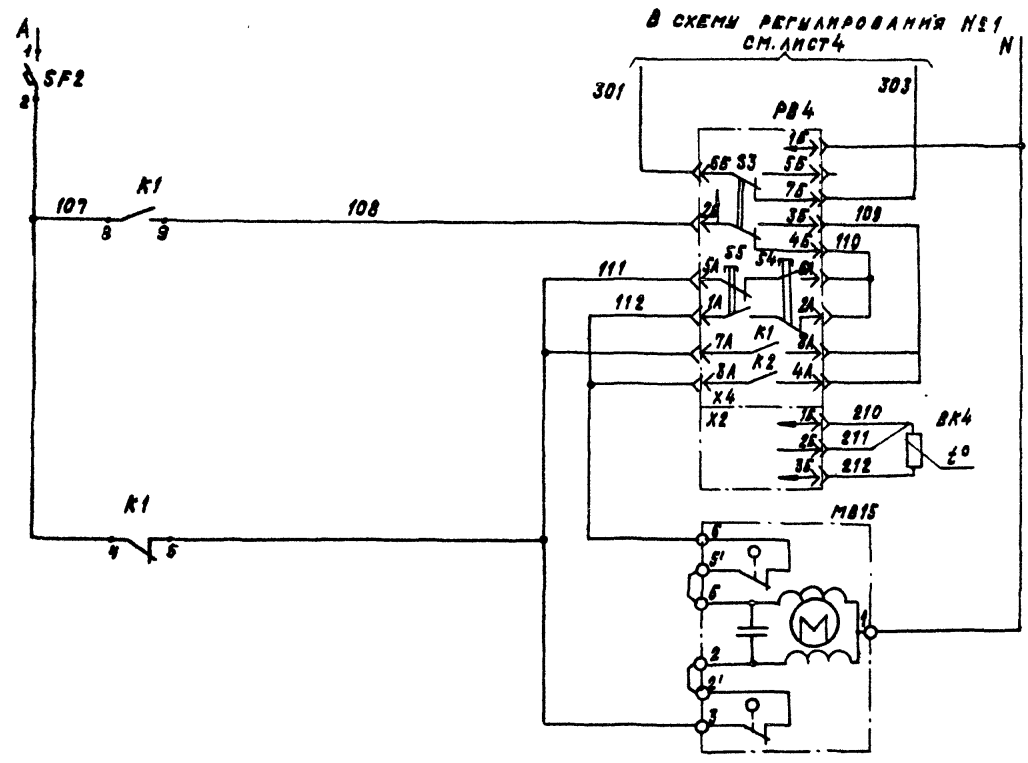 В СХЕМУ РЕГУЛИРОВАНИЯ №1
СМ. ЛИСТ 4
A
N
1
SF2
2
301
303
РВ4
1Б
6Б S3 5Б
7Б
107
K1
8 9
108
2Б
3Б
109
4Б
110
S5 S4
111
5А
6А
112
1А
2А
7А
K1
8А
K2
3А
4А
X4
X2
1Б
210
ВК4
2Б
211
t°
3Б
212
K1
4 5
МВ15
6
5'
5
M
1
2
2'
3